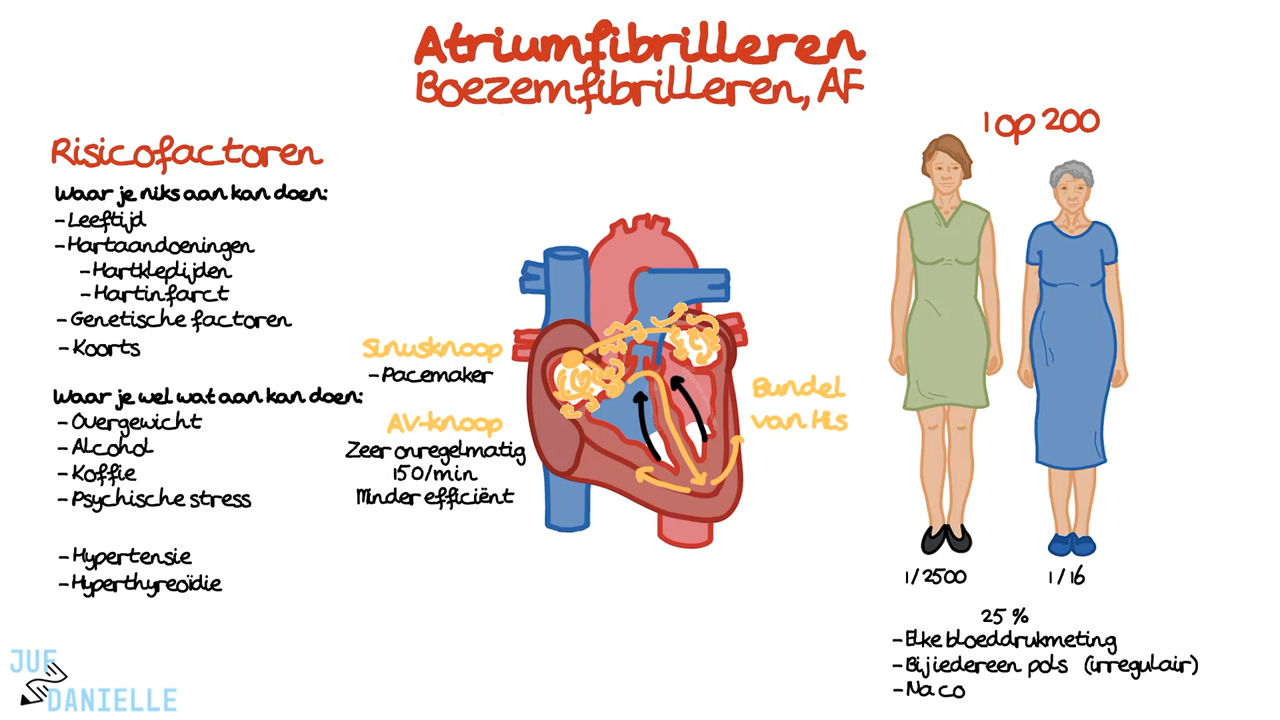 Atriumfibrilleren
Boezemfibrilleren, AF
Risicofactoren
Waar je niks aan kan doen:
- Leeftijd
- Hartaandoeningen
- Hartkleplijden
- Hartinfarct
- Genetische factoren
- Koorts
Waar je wel wat aan kan doen:
- Overgewicht
- Alcohol
- Koffie
- Psychische stress
- Hypertensie
- Hyperthyreoïdie
Sinusknoop
- Pacemaker
AV-knoop
Zeer onregelmatig
150/min
Minder efficiënt
Bundel
van His
1 op 200
1/2500
1/16
25 %
- Elke bloeddrukmeting
- Bij iedereen pols (irregulair)
- Na co
JUF
DANIELLE